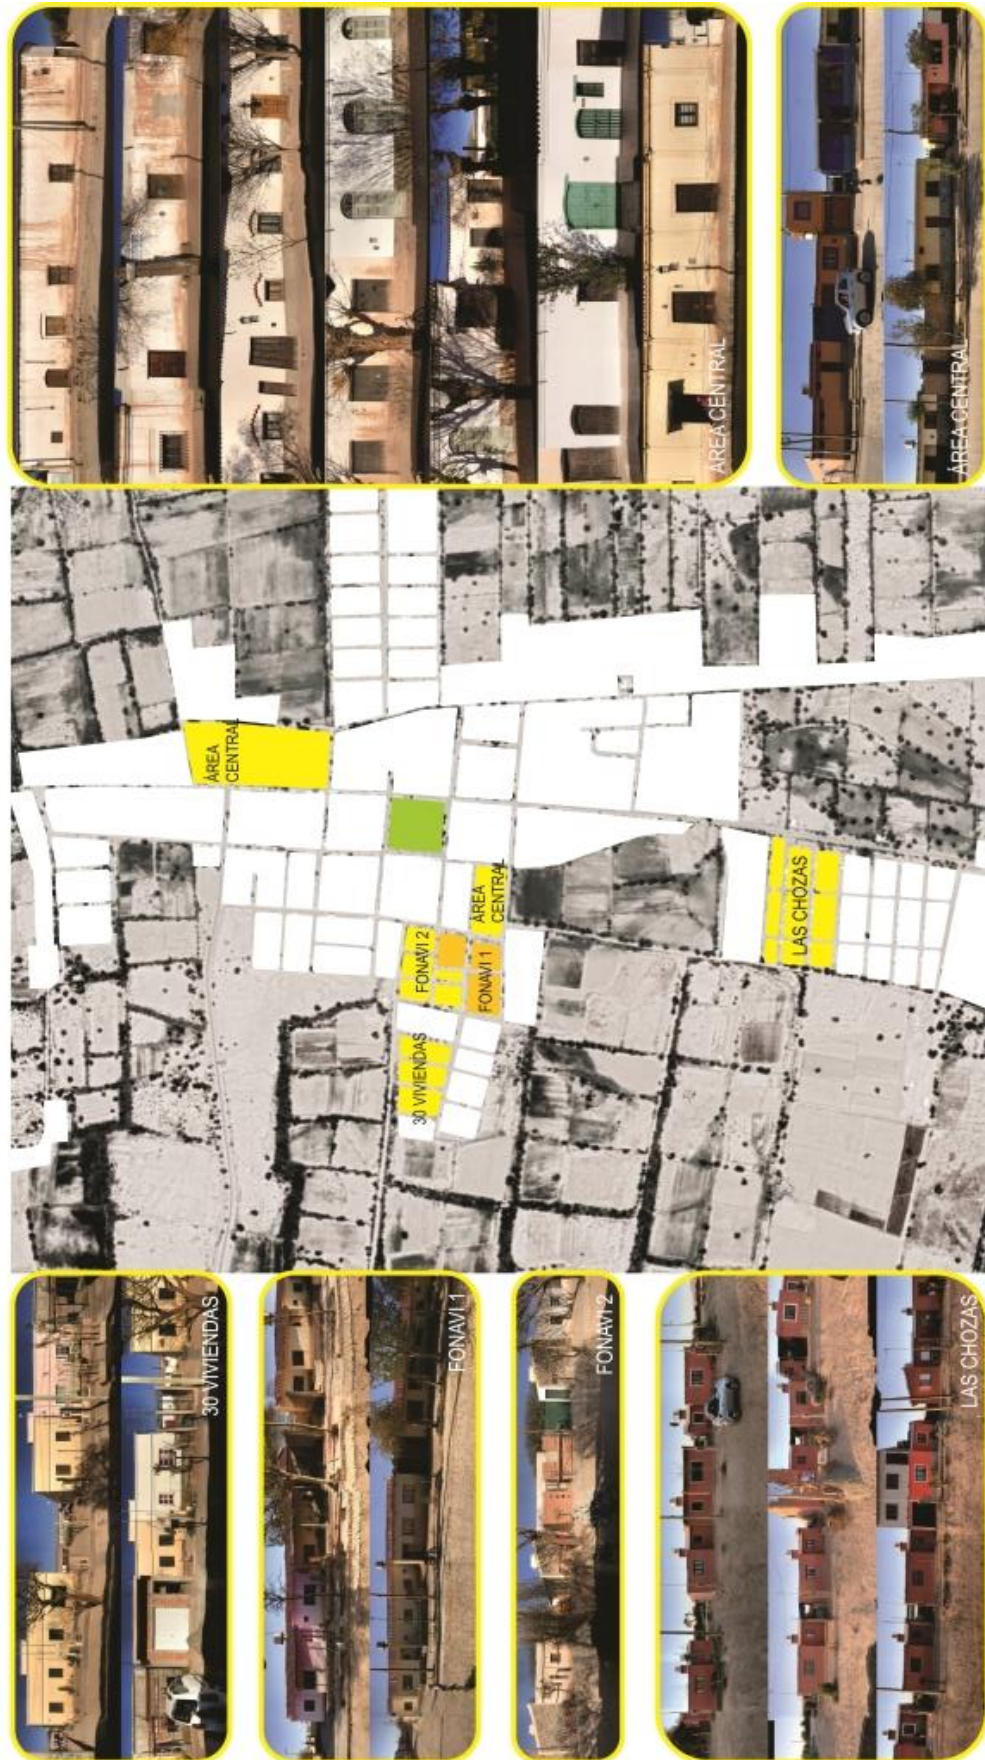 30 VIVIENDAS
FONAVI 1
FONAVI 2
LAS CHOZAS
ÁREA
CENTRAL
30 VIVIENDAS
FONAVI 2
FONAVI 1
ÁREA
CENTRAL
LAS CHOZAS
ÁREA CENTRAL
ÁREA CENTRAL